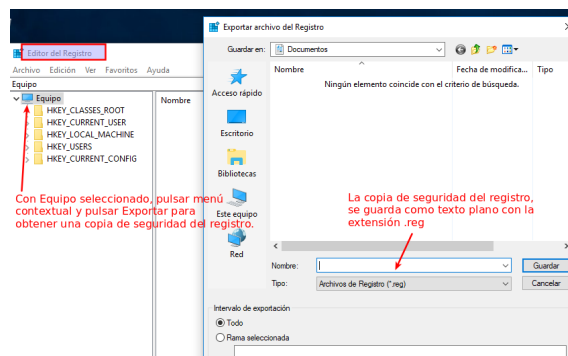 Exportar archivo del Registro
Editor del Registro
Archivo Edición Ver Favoritos Ayuda
Equipo
Equipo
HKEY_CLASSES_ROOT
HKEY_CURRENT_USER
HKEY_LOCAL_MACHINE
HKEY_USERS
HKEY_CURRENT_CONFIG
Nombre
Con Equipo seleccionado, pulsar menú
contextual y pulsar Exportar para
obtener una copia de seguridad del registro.
Guardar en: Documentos
Nombre Fecha de modifica... Tipo
Ningún elemento coincide con el criterio de búsqueda.
Acceso rápido
Escritorio
Bibliotecas
Este equipo
Red
La copia de seguridad del registro,
se guarda como texto plano con la
extensión .reg
Nombre: Guardar
Tipo: Archivos de Registro (*.reg) Cancelar
Intervalo de exportación
Todo
Rama seleccionada